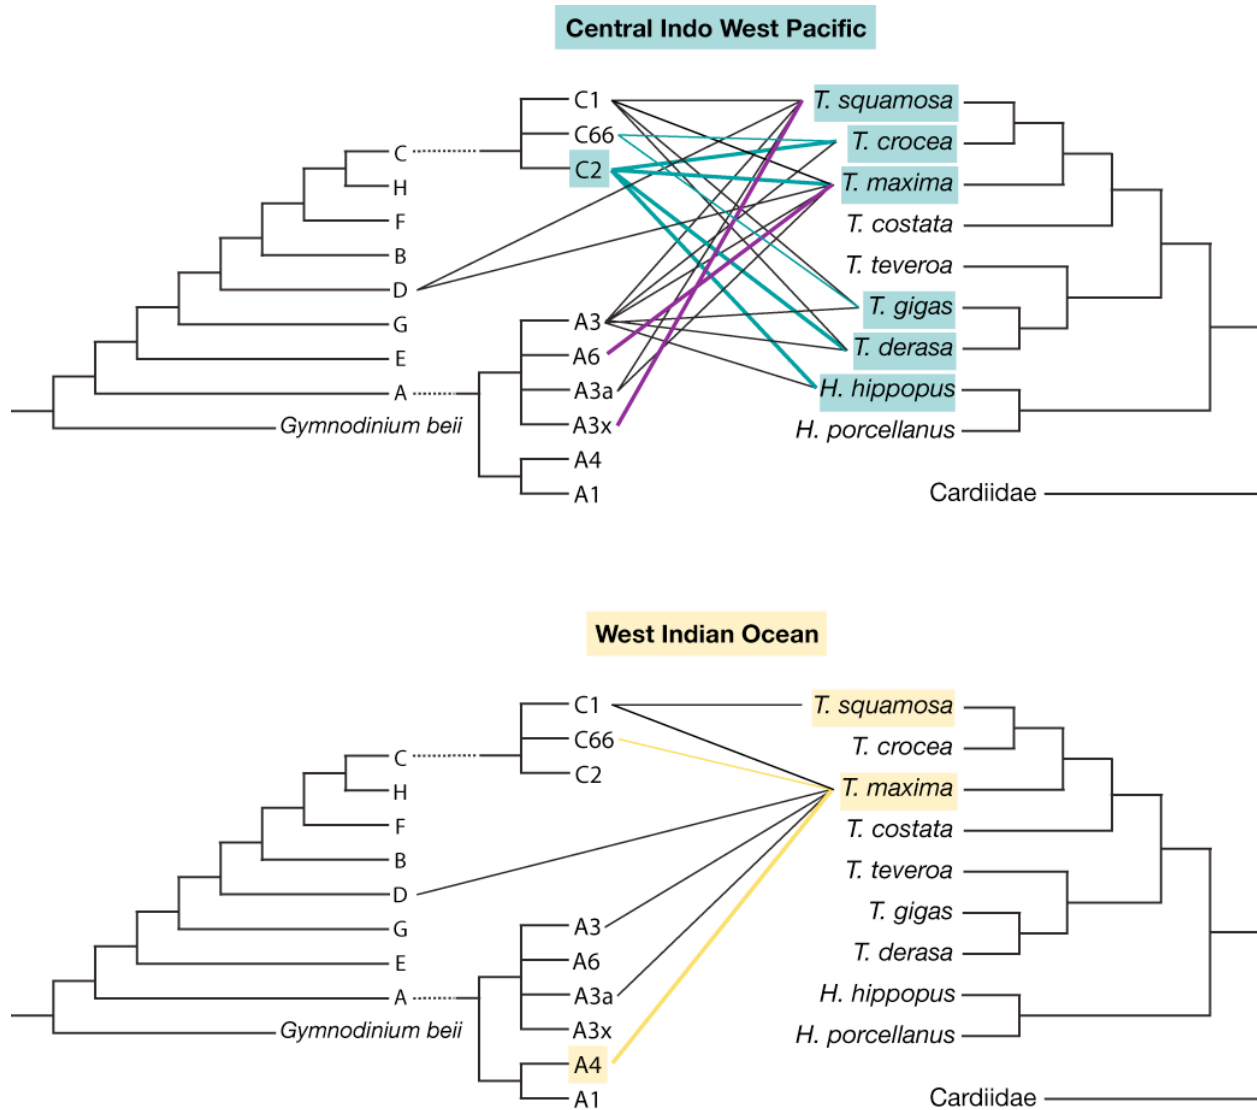 Central Indo West Pacific
C1
C66
C2
C
H
F
B
D
G
E
A
Gymnodinium beii
A3
A6
A3a
A3x
A4
A1
T. squamosa
T. crocea
T. maxima
T. costata
T. teveroa
T. gigas
T. derasa
H. hippopus
H. porcellanus
Cardiidae
West Indian Ocean
C1
C66
C2
C
H
F
B
D
G
E
A
Gymnodinium beii
A3
A6
A3a
A3x
A4
A1
T. squamosa
T. crocea
T. maxima
T. costata
T. teveroa
T. gigas
T. derasa
H. hippopus
H. porcellanus
Cardiidae